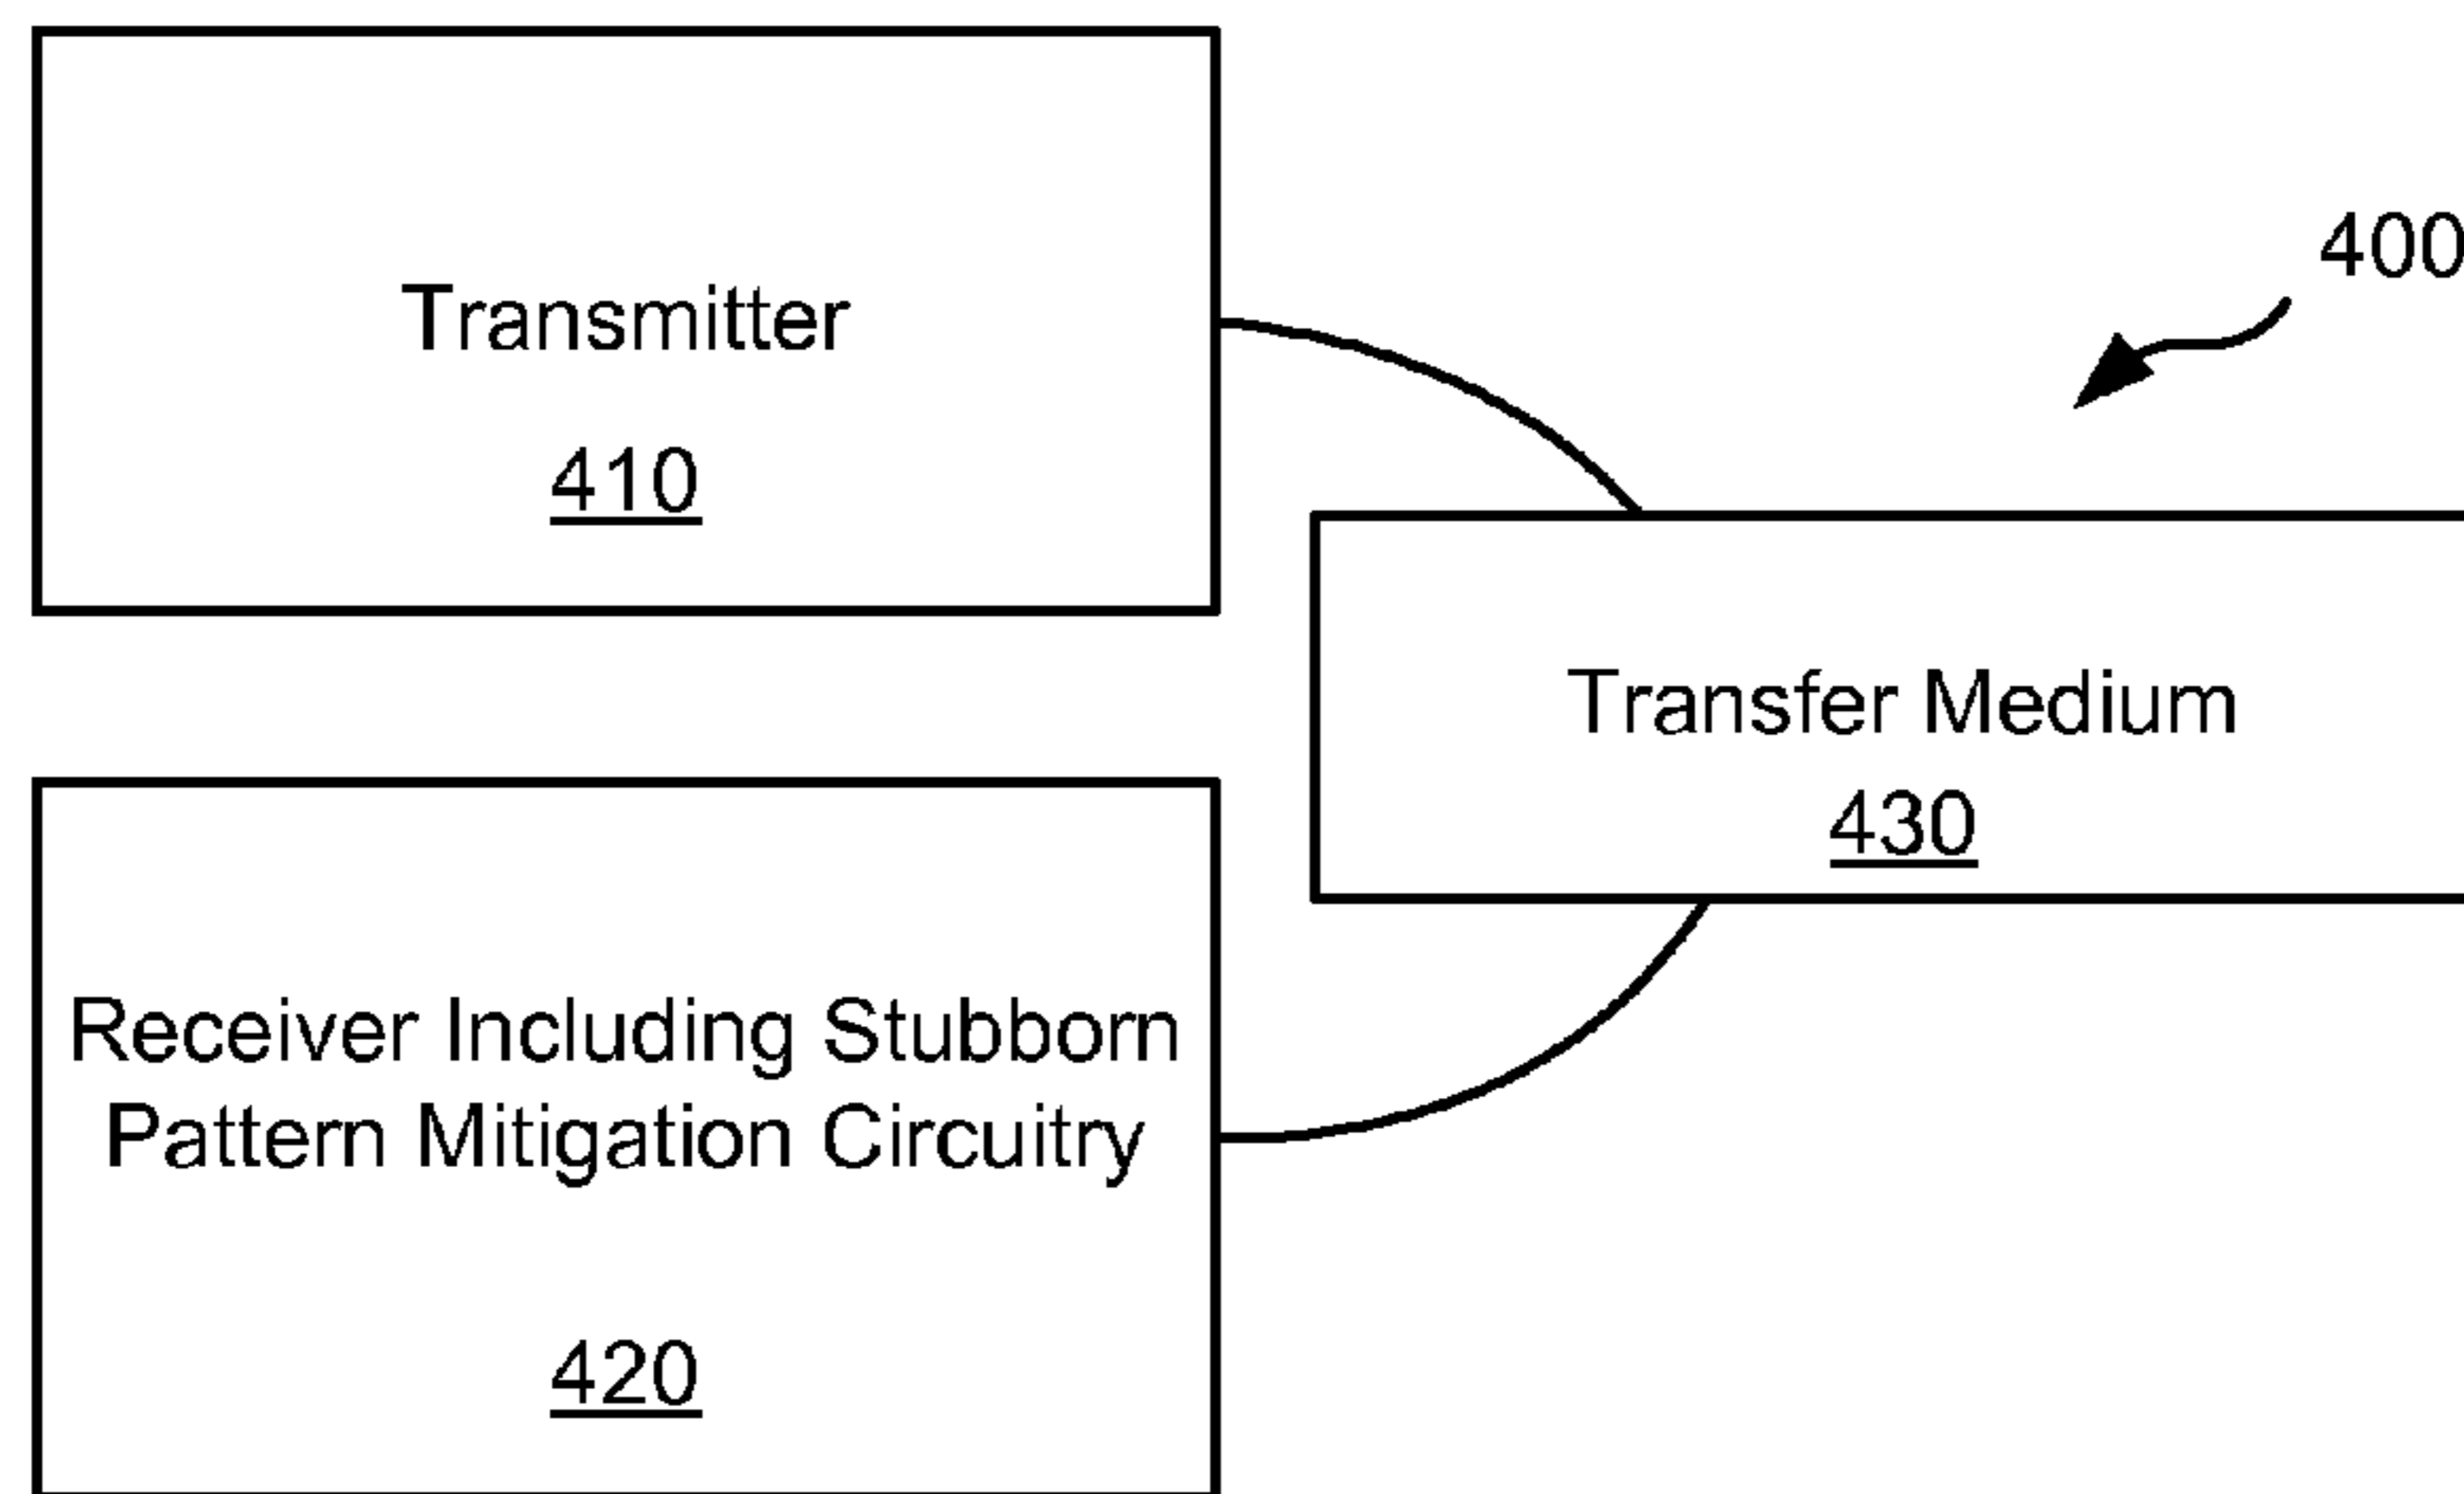 Transmitter
410
400
Transfer Medium
430
Receiver Including Stubborn
Pattern Mitigation Circuitry
420